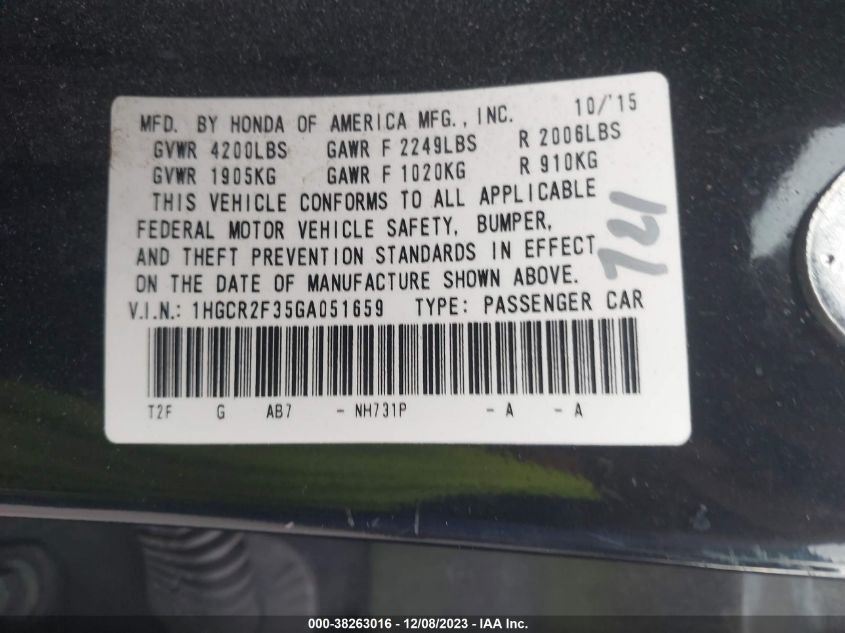 MFD. BY HONDA OF AMERICA MFG., INC. 10/'15
GVWR 4200LBS GAWR F 2249LBS R 2006LBS
GVWR 1905KG GAWR F 1020KG R 910KG
THIS VEHICLE CONFORMS TO ALL APPLICABLE
FEDERAL MOTOR VEHICLE SAFETY, BUMPER,
AND THEFT PREVENTION STANDARDS IN EFFECT
ON THE DATE OF MANUFACTURE SHOWN ABOVE.
721
V.I.N.: 1HGCR2F35GA051659 TYPE: PASSENGER CAR
T2F G AB7 - NH731P - A - A
000-38263016 - 12/08/2023 - IAA Inc.